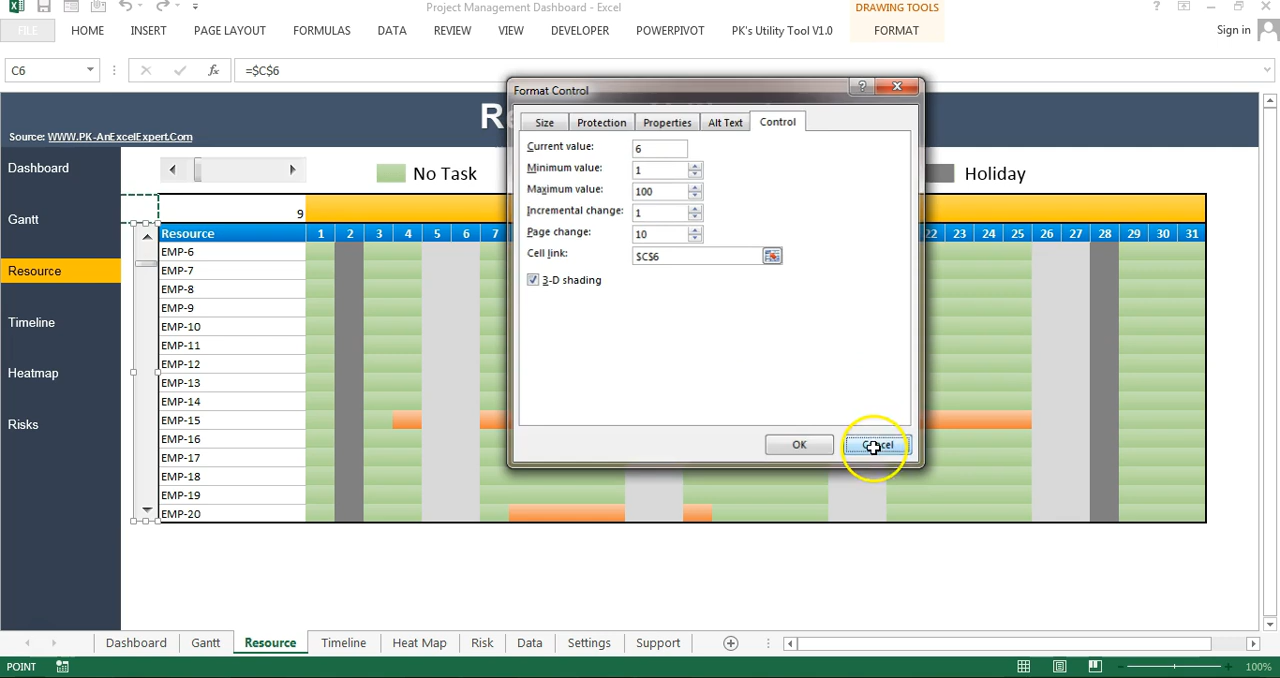 Project Management Dashboard - Excel
DRAWING TOOLS
?
FILE HOME INSERT PAGE LAYOUT FORMULAS DATA REVIEW VIEW DEVELOPER POWERPIVOT PK's Utility Tool V1.0 FORMAT Sign in
C6 fx =$C$6
Source: WWW.PK-AnExcelExpert.Com
Dashboard
Gantt
Resource
Timeline
Heatmap
Risks
No Task
Holiday
9
Resource 1 2 3 4 5 6 7 22 23 24 25 26 27 28 29 30 31
EMP-6
EMP-7
EMP-8
EMP-9
EMP-10
EMP-11
EMP-12
EMP-13
EMP-14
EMP-15
EMP-16
EMP-17
EMP-18
EMP-19
EMP-20
Format Control
?
Size Protection Properties Alt Text Control
Current value: 6
Minimum value: 1
Maximum value: 100
Incremental change: 1
Page change: 10
Cell link: $C$6
3-D shading
OK Cancel
Dashboard Gantt Resource Timeline Heat Map Risk Data Settings Support
POINT 100%